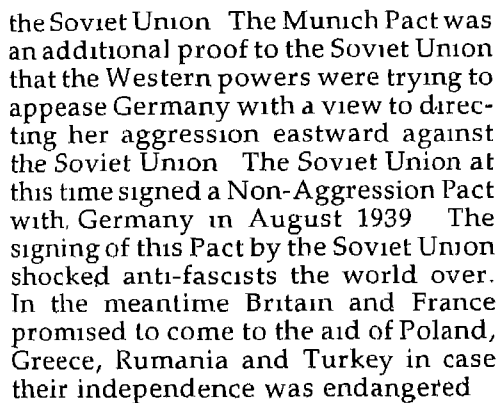 the Soviet Union The Munich Pact was
an additional proof to the Soviet Union
that the Western powers were trying to
appease Germany with a view to direc-
ting her aggression eastward against
the Soviet Union The Soviet Union at
this time signed a Non-Aggression Pact
with, Germany in August 1939 The
signing of this Pact by the Soviet Union
shocked anti-fascists the world over.
In the meantime Britain and France
promised to come to the aid of Poland,
Greece, Rumania and Turkey in case
their independence was endangered